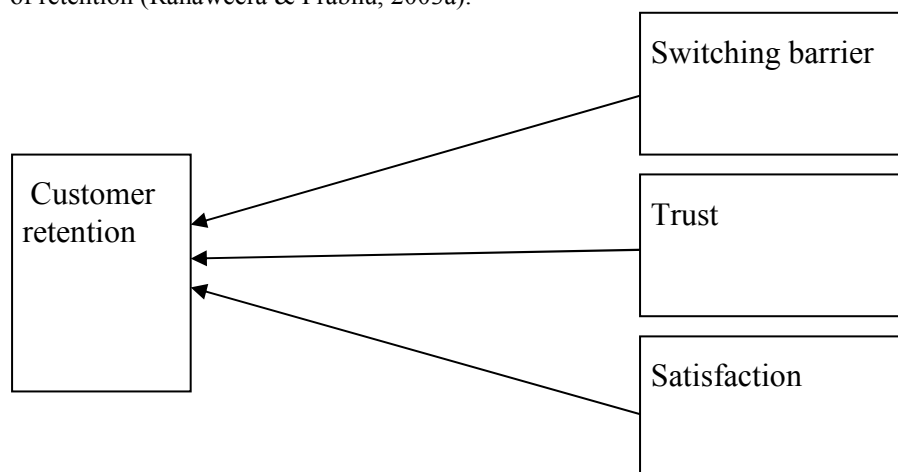 of retention (Ranaweera & Prabhu, 2003a).
Switching barrier
Customer
retention
Trust
Satisfaction